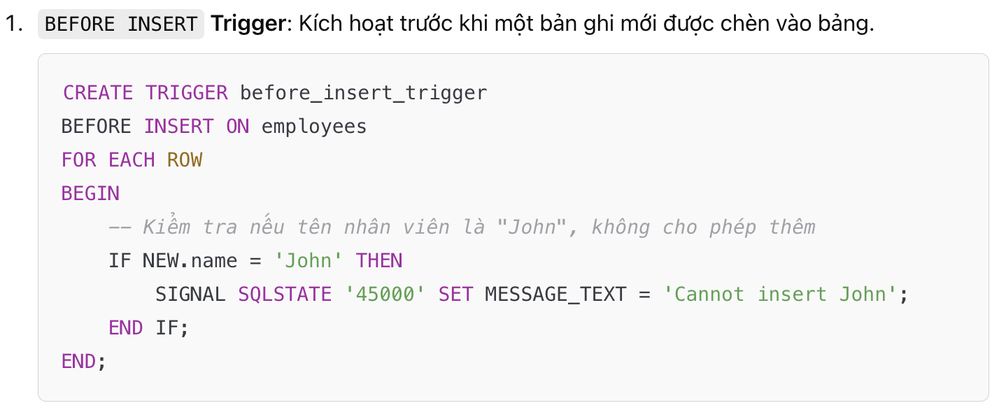 1. BEFORE INSERT Trigger: Kích hoạt trước khi một bản ghi mới được chèn vào bảng.
CREATE TRIGGER before_insert_trigger
BEFORE INSERT ON employees
FOR EACH ROW
BEGIN
    -- Kiểm tra nếu tên nhân viên là "John", không cho phép thêm
    IF NEW.name = 'John' THEN
        SIGNAL SQLSTATE '45000' SET MESSAGE_TEXT = 'Cannot insert John';
    END IF;
END;